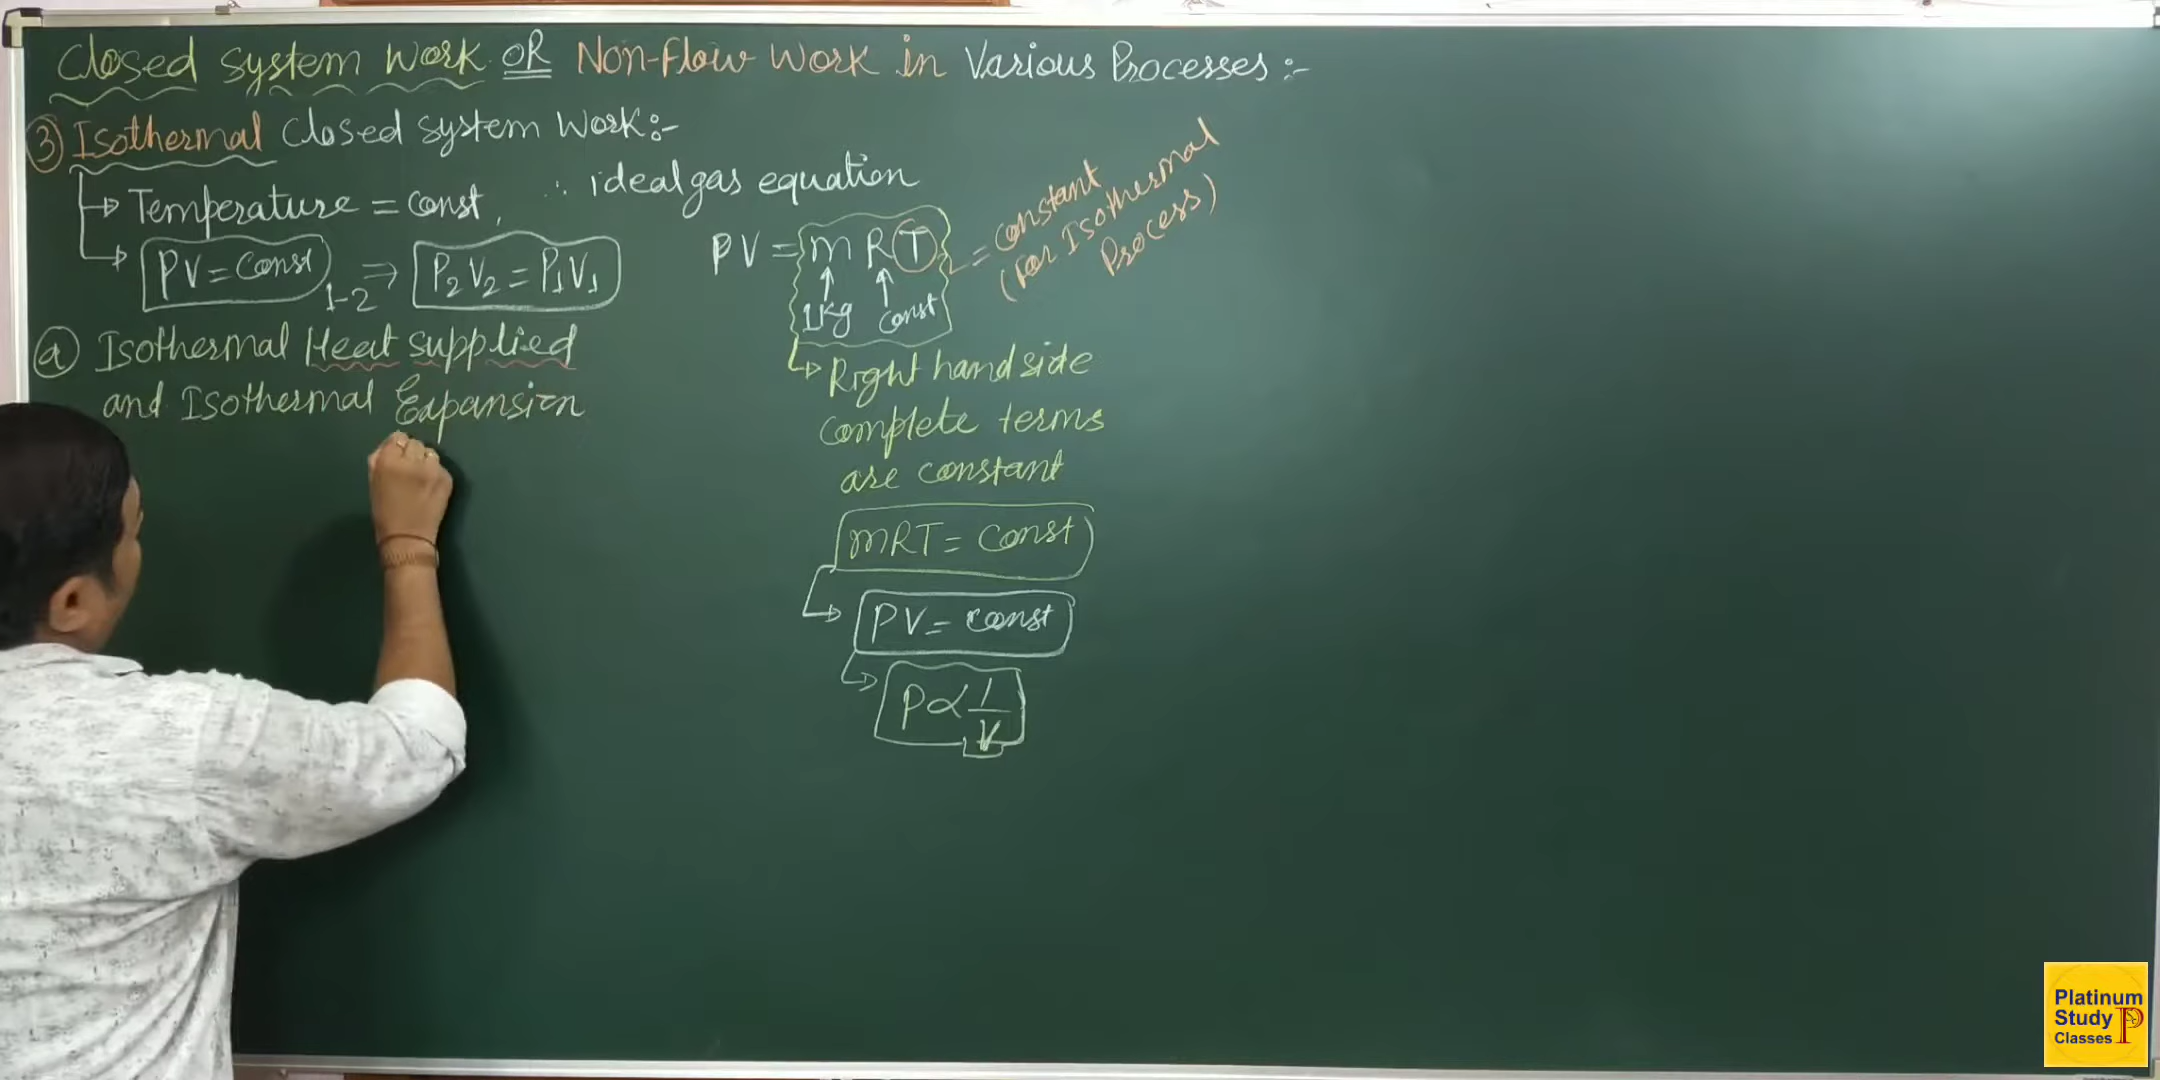 Closed system Work OR Non-Flow Work in Various Processes :-
③ Isothermal Closed system Work:-
Temperature = const,
PV = Const
1-2
⇒ P₂V₂ = P₁V₁
ⓐ Isothermal Heat supplied
and Isothermal Expansion
∴ ideal gas equation
PV = m R T = constant
(For Isothermal
Process)
1kg const
Right hand side
complete terms
are constant
mRT = Const
PV = const
P ∝ 1/V
Platinum
Study
Classes